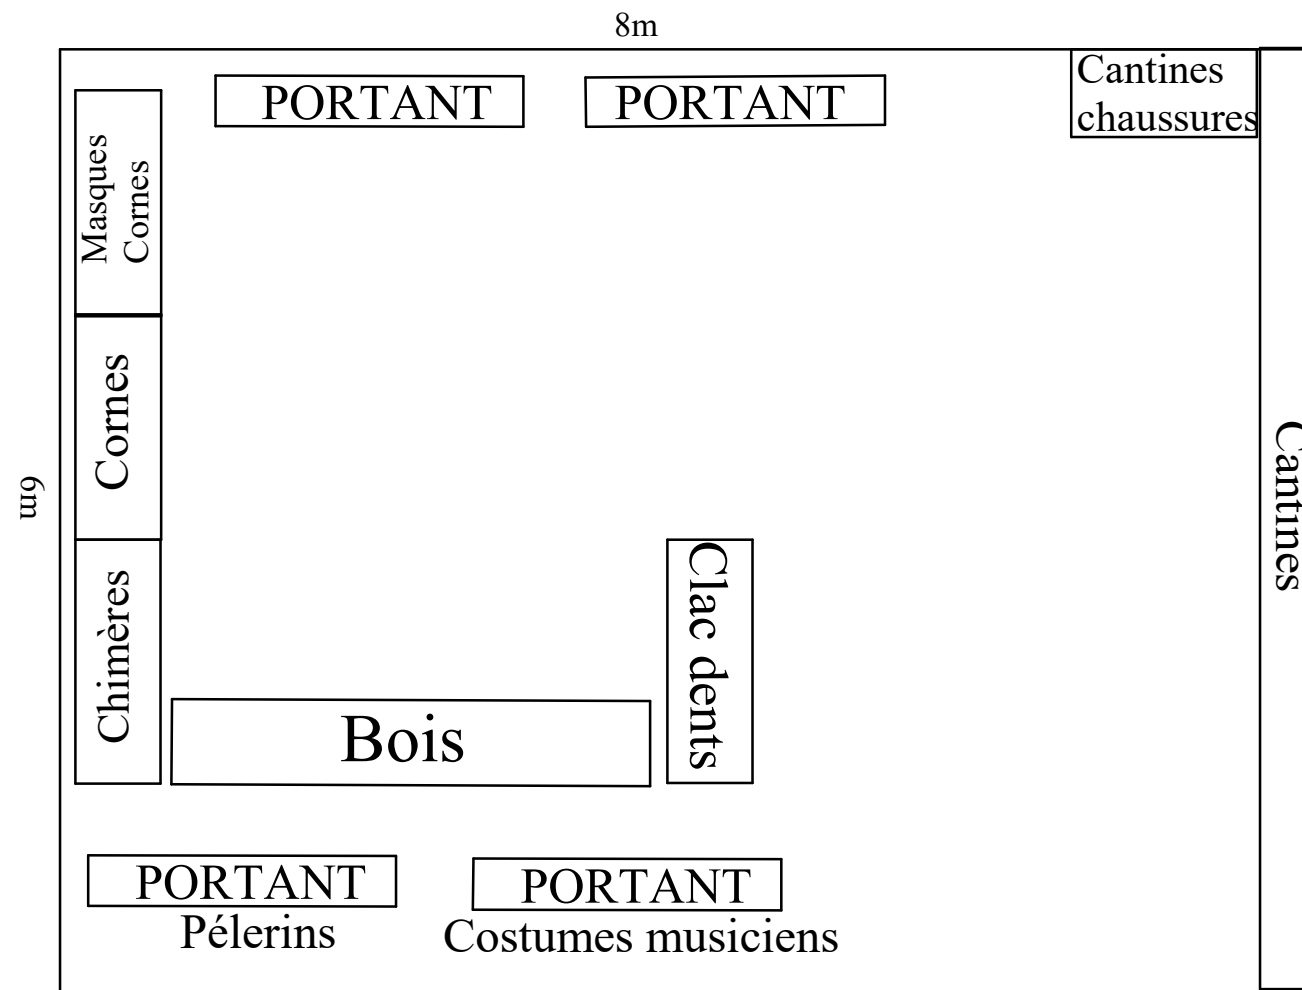 8m
PORTANT
PORTANT
Cantines
chaussures
Masques
Cornes
Cornes
6m
Cantines
Chimères
Clac dents
Bois
PORTANT
Pélerins
PORTANT
Costumes musiciens